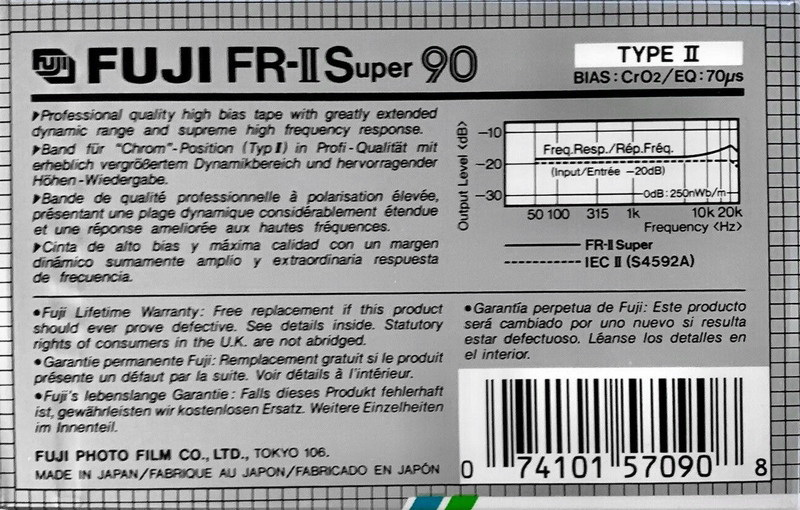 FUJI FUJI FR-II Super 90
TYPE II
BIAS : CrO2/EQ : 70µs
▶Professional quality high bias tape with greatly extended
dynamic range and supreme high frequency response.
▶Band für "Chrom"-Position (Typ II) in Profi-Qualität mit
erheblich vergrößertem Dynamikbereich und hervorragender
Höhen-Wiedergabe.
▶Bande de qualité professionnelle à polarisation élevée,
présentant une plage dynamique considérablement étendue
et une réponse ameliorée aux hautes fréquences.
▶Cinta de alto bias y máxima calidad con un margen
dinámico sumamente amplio y extraordinaria respuesta
de frecuencia.
Output Level <dB>
-10
-20
-30
Freq.Resp./Rép.Fréq.
(Input/Entrée -20dB)
0dB : 250nWb/m
50 100 315 1k 10k 20k
Frequency <Hz>
FR-II Super
IEC II (S4592A)
●Fuji Lifetime Warranty: Free replacement if this product
should ever prove defective. See details inside. Statutory
rights of consumers in the U.K. are not abridged.
●Garantie permanente Fuji: Remplacement gratuit si le produit
présente un défaut par la suite. Voir détails à l'intérieur.
●Fuji's lebenslange Garantie : Falls dieses Produkt fehlerhaft
ist, gewährleisten wir kostenlosen Ersatz. Weitere Einzelheiten
im Innenteil.
●Garantía perpetua de Fuji: Este producto
será cambiado por uno nuevo si resulta
estar defectuoso. Léanse los detalles en
el interior.
FUJI PHOTO FILM CO., LTD., TOKYO 106.
MADE IN JAPAN/FABRIQUE AU JAPON/FABRICADO EN JAPÓN
0 74101 57090 8